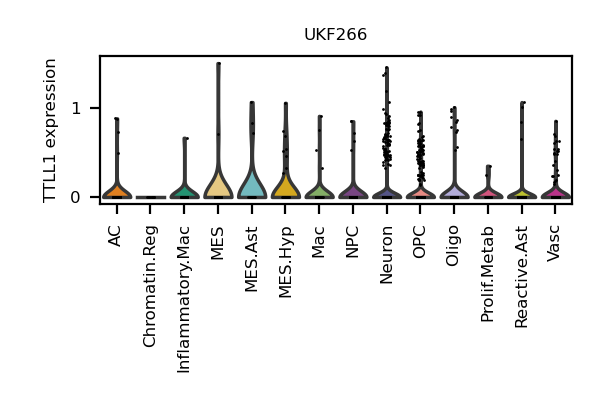 UKF266
TTLL1 expression
1
0
AC
Chromatin.Reg
Inflammatory.Mac
MES
MES.Ast
MES.Hyp
Mac
NPC
Neuron
OPC
Oligo
Prolif.Metab
Reactive.Ast
Vasc